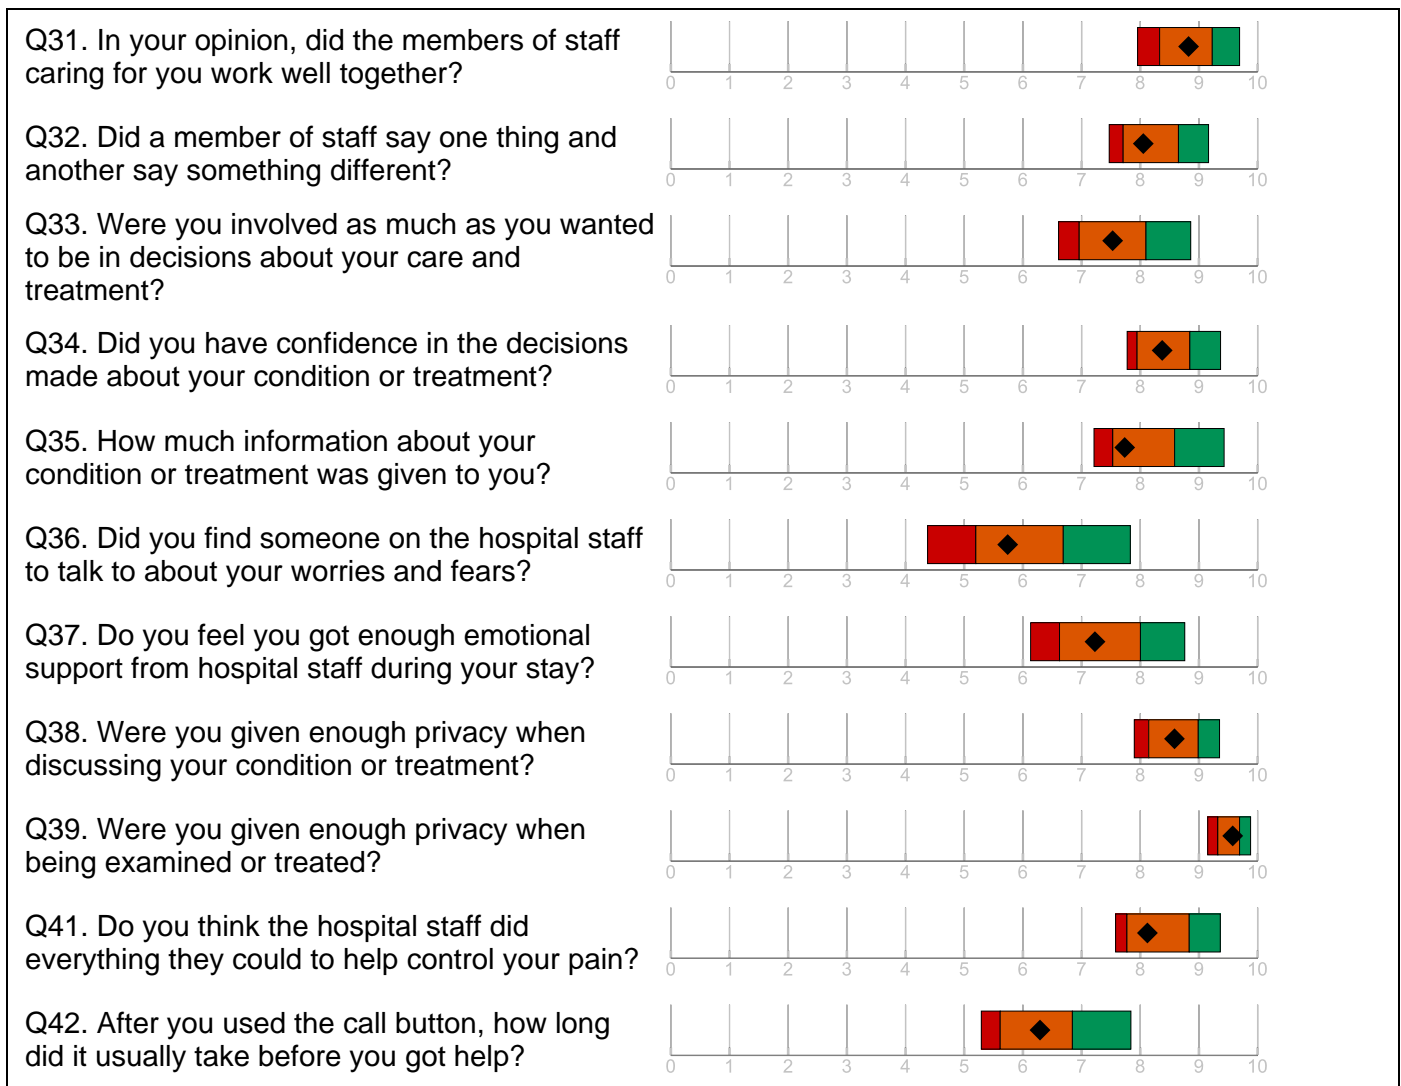 Q31. In your opinion, did the members of staff
caring for you work well together?
0 1 2 3 4 5 6 7 8 9 10
Q32. Did a member of staff say one thing and
another say something different?
0 1 2 3 4 5 6 7 8 9 10
Q33. Were you involved as much as you wanted
to be in decisions about your care and
treatment?
0 1 2 3 4 5 6 7 8 9 10
Q34. Did you have confidence in the decisions
made about your condition or treatment?
0 1 2 3 4 5 6 7 8 9 10
Q35. How much information about your
condition or treatment was given to you?
0 1 2 3 4 5 6 7 8 9 10
Q36. Did you find someone on the hospital staff
to talk to about your worries and fears?
0 1 2 3 4 5 6 7 8 9 10
Q37. Do you feel you got enough emotional
support from hospital staff during your stay?
0 1 2 3 4 5 6 7 8 9 10
Q38. Were you given enough privacy when
discussing your condition or treatment?
0 1 2 3 4 5 6 7 8 9 10
Q39. Were you given enough privacy when
being examined or treated?
0 1 2 3 4 5 6 7 8 9 10
Q41. Do you think the hospital staff did
everything they could to help control your pain?
0 1 2 3 4 5 6 7 8 9 10
Q42. After you used the call button, how long
did it usually take before you got help?
0 1 2 3 4 5 6 7 8 9 10